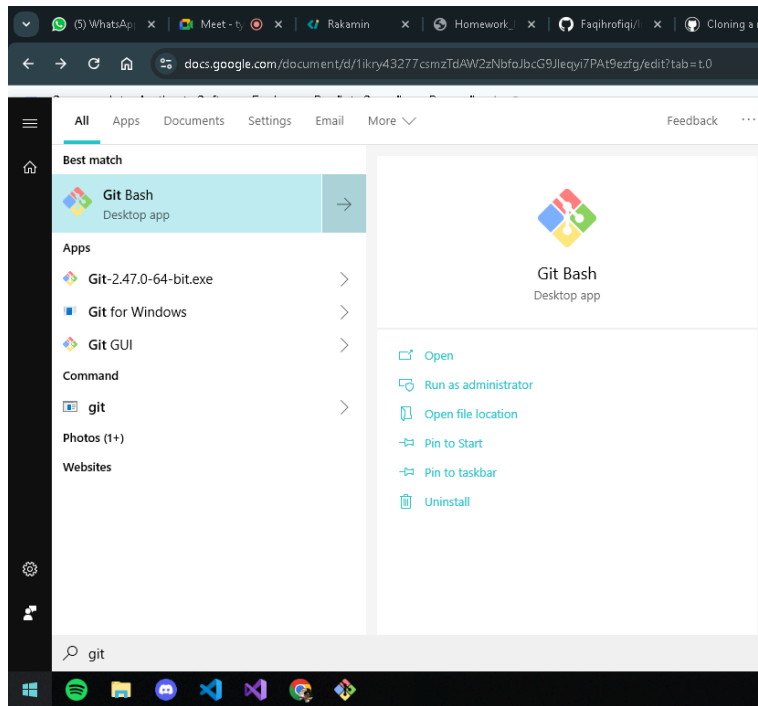 (5) WhatsAp
Meet - ty
Rakamin
Homework_
Faqihrofiqi/
Cloning a
docs.google.com/document/d/1ikry43277csmzTdAW2zNbfoJbcG9Jleqyi7PAt9ezfg/edit?tab=t.0
All Apps Documents Settings Email More Feedback ...
Best match
Git Bash
Desktop app
Apps
Git-2.47.0-64-bit.exe
Git for Windows
Git GUI
Command
git
Photos (1+)
Websites
Git Bash
Desktop app
Open
Run as administrator
Open file location
Pin to Start
Pin to taskbar
Uninstall
git